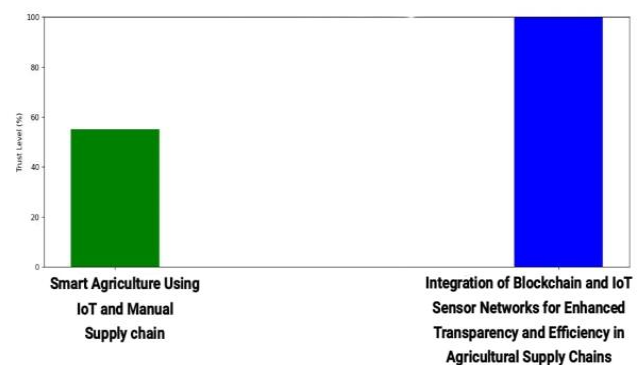 100
80
60
40
20
0
Trust Level (%)
Smart Agriculture Using
IoT and Manual
Supply chain
Integration of Blockchain and IoT
Sensor Networks for Enhanced
Transparency and Efficiency in
Agricultural Supply Chains